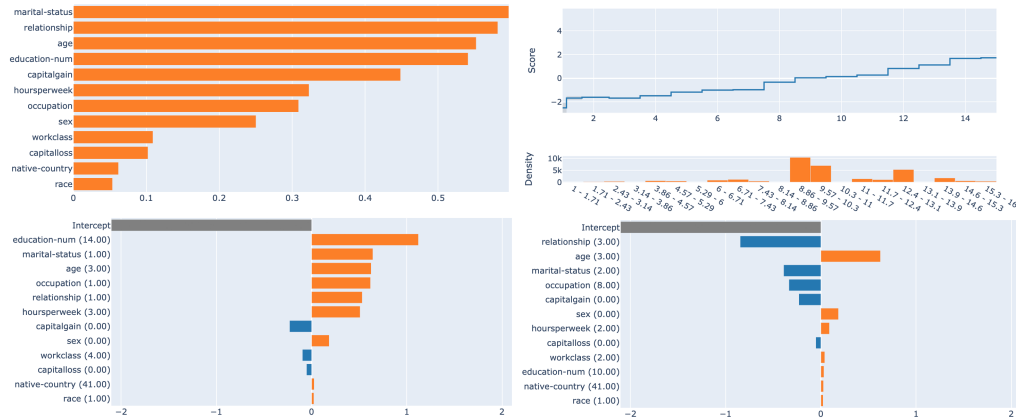 marital-status
relationship
age
education-num
capitalgain
hoursperweek
occupation
sex
workclass
capitalloss
native-country
race
0 0.1 0.2 0.3 0.4 0.5
Score
4
2
0
−2
2 4 6 8 10 12 14
Density
10k
5k
0
1 - 1.71
1.71 - 2.43
2.43 - 3.14
3.14 - 3.86
3.86 - 4.57
4.57 - 5.29
5.29 - 6
6 - 6.71
6.71 - 7.43
7.43 - 8.14
8.14 - 8.86
8.86 - 9.57
9.57 - 10.3
10.3 - 11
11 - 11.7
11.7 - 12.4
12.4 - 13.1
13.1 - 13.9
13.9 - 14.6
14.6 - 15.3
15.3 - 16
Intercept
education-num (14.00)
marital-status (1.00)
age (3.00)
occupation (1.00)
relationship (1.00)
hoursperweek (3.00)
capitalgain (0.00)
sex (0.00)
workclass (4.00)
capitalloss (0.00)
native-country (41.00)
race (1.00)
−2 −1 0 1 2
Intercept
relationship (3.00)
age (3.00)
marital-status (2.00)
occupation (8.00)
capitalgain (0.00)
sex (0.00)
hoursperweek (2.00)
capitalloss (0.00)
workclass (2.00)
education-num (10.00)
native-country (41.00)
race (1.00)
−2 −1 0 1 2